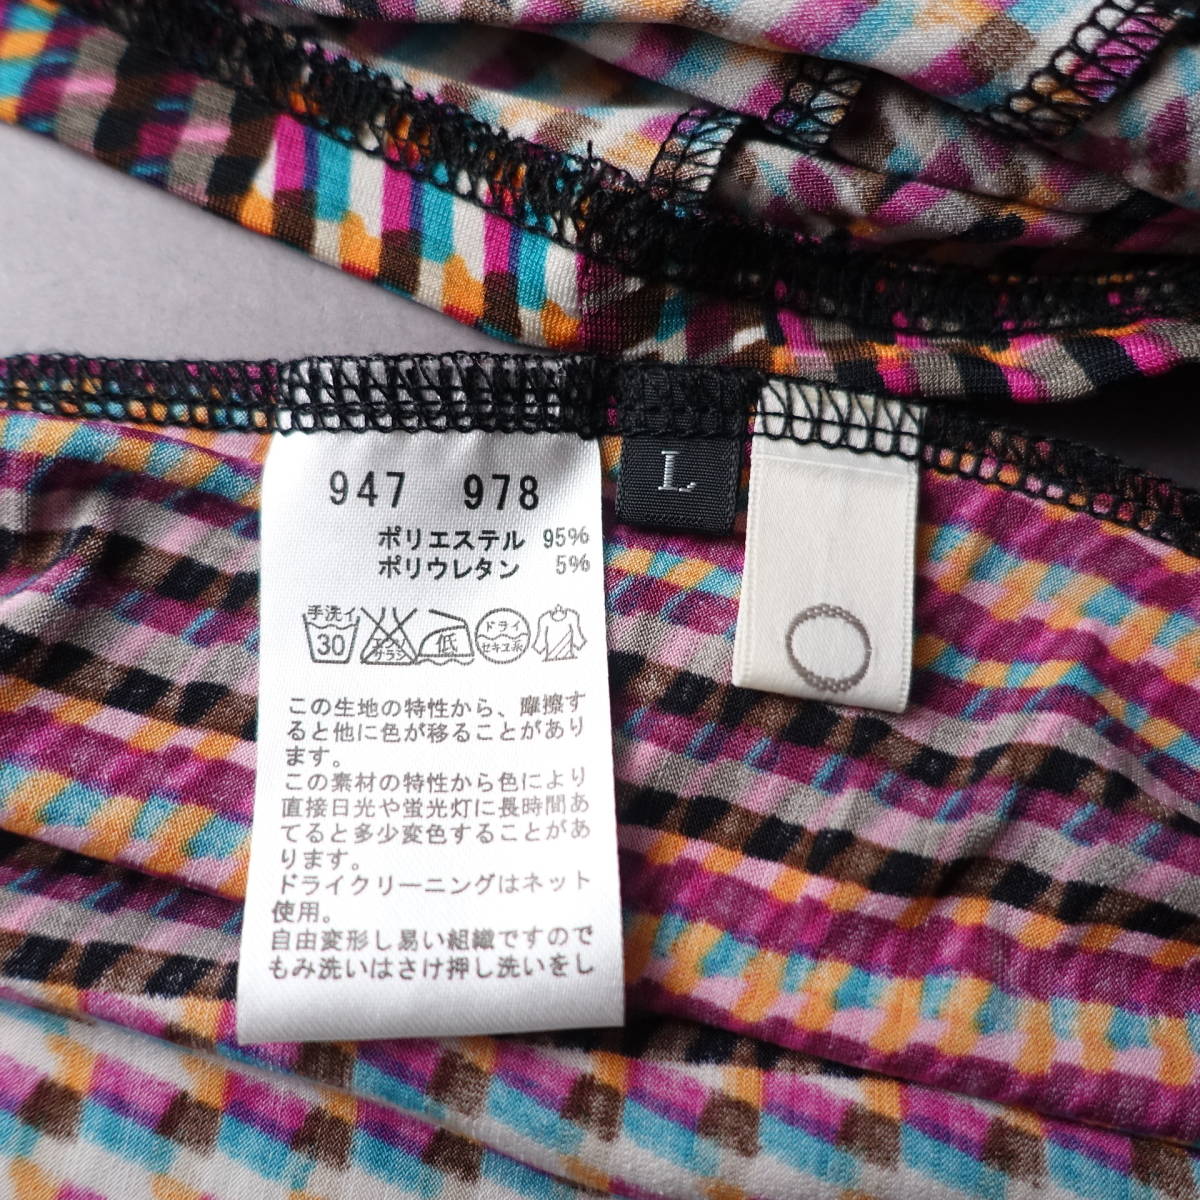 947 978
L
ポリエステル 95%
ポリウレタン 5%
手洗イ
30
エンソ
サラシ
低
ドライ
セキユ系
この生地の特性から、摩擦す
ると他に色が移ることがあり
ます。
この素材の特性から色により
直接日光や蛍光灯に長時間あ
てると多少変色することがあ
ります。
ドライクリーニングはネット
使用。
自由変形し易い組織ですので
もみ洗いはさけ押し洗いをし